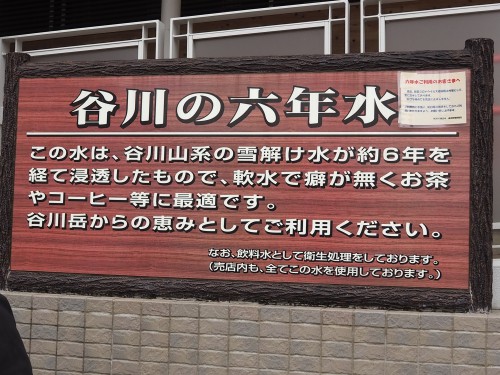 谷川の六年水
この水は、谷川山系の雪解け水が約6年を
経て浸透したもので、軟水で癖が無くお茶
やコーヒー等に最適です。
谷川岳からの恵みとしてご利用ください。
なお、飲料水として衛生処理をしております。
(売店内も、全てこの水を使用しております。)